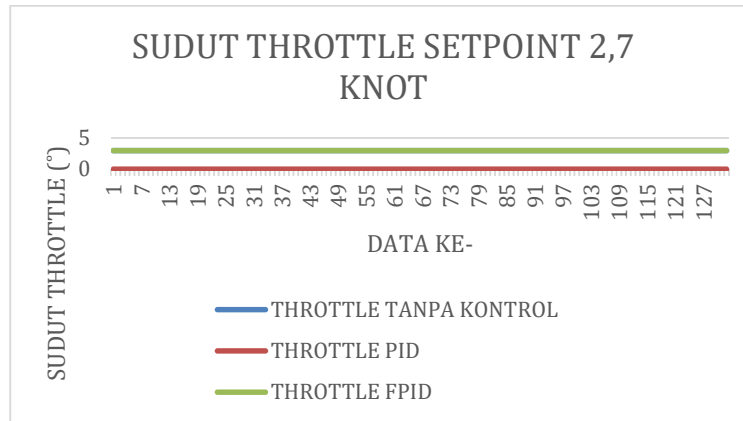 SUDUT THROTTLE SETPOINT 2,7
KNOT
SUDUT THROTTLE (°)
5
0
1 7 13 19 25 31 37 43 49 55 61 67 73 79 85 91 97 103 109 115 121 127
DATA KE-
THROTTLE TANPA KONTROL
THROTTLE PID
THROTTLE FPID